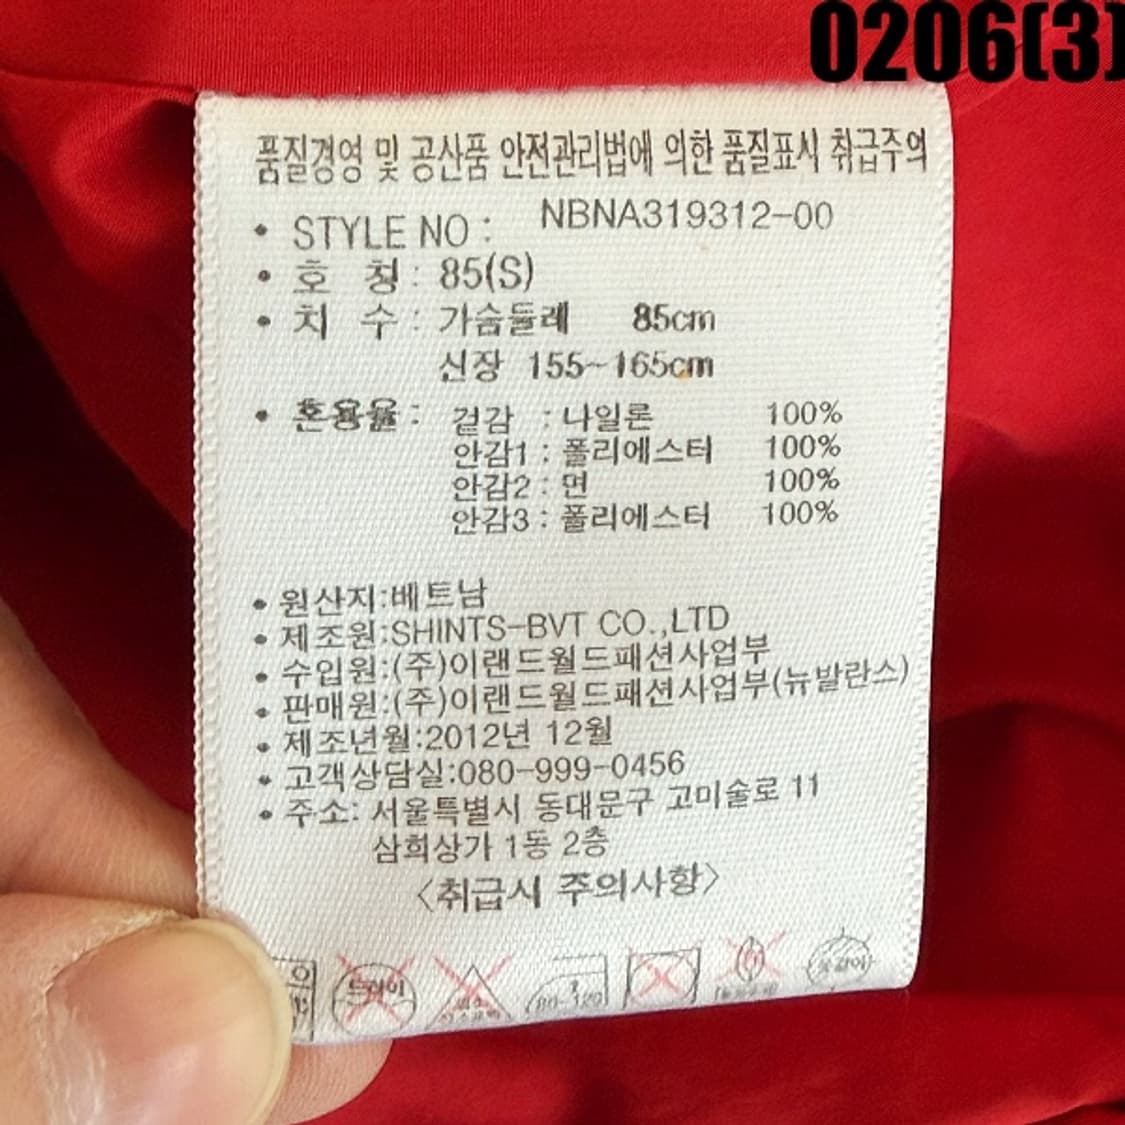 0206(3)
품질경영 및 공산품 안전관리법에 의한 품질표시 취급주의
• STYLE NO : NBNA319312-00
• 호 칭 : 85(S)
• 치 수 : 가슴둘레 85cm
신장 155~165cm
• 혼용율 : 겉감 : 나일론 100%
안감1 : 폴리에스터 100%
안감2 : 면 100%
안감3 : 폴리에스터 100%
• 원산지:베트남
• 제조원:SHINTS-BVT CO.,LTD
• 수입원:(주)이랜드월드패션사업부
• 판매원:(주)이랜드월드패션사업부(뉴발란스)
• 제조년월:2012년 12월
• 고객상담실:080-999-0456
• 주소: 서울특별시 동대문구 고미술로 11
삼희상가 1동 2층
<취급시 주의사항>
드라이 80-120 옷걸이